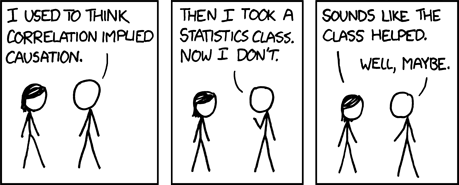 I USED TO THINK
CORRELATION IMPLIED
CAUSATION.
THEN I TOOK A
STATISTICS CLASS.
NOW I DON'T.
SOUNDS LIKE THE
CLASS HELPED.
WELL, MAYBE.